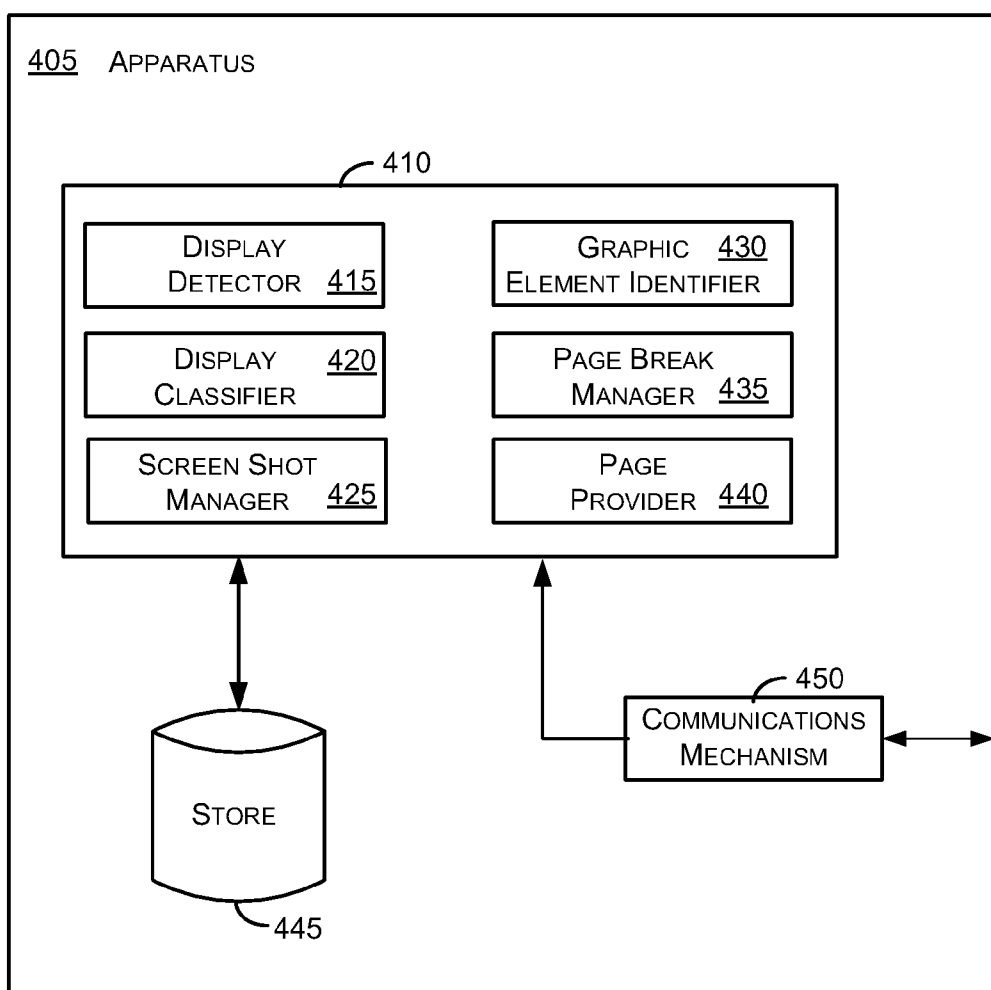 405 APPARATUS
410
DISPLAY
DETECTOR 415
GRAPHIC 430
ELEMENT IDENTIFIER
DISPLAY 420
CLASSIFIER
PAGE BREAK
MANAGER 435
SCREEN SHOT
MANAGER 425
PAGE
PROVIDER 440
450
COMMUNICATIONS
MECHANISM
STORE
445